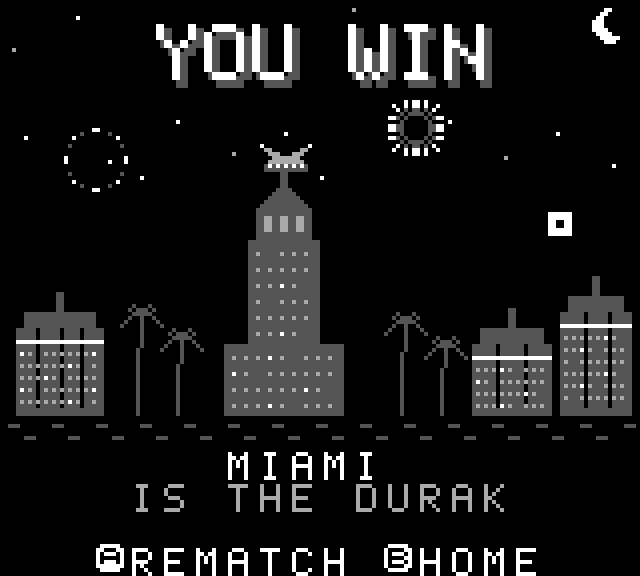 YOU WIN
MIAMI
IS THE DURAK
Ⓐ REMATCH Ⓑ HOME